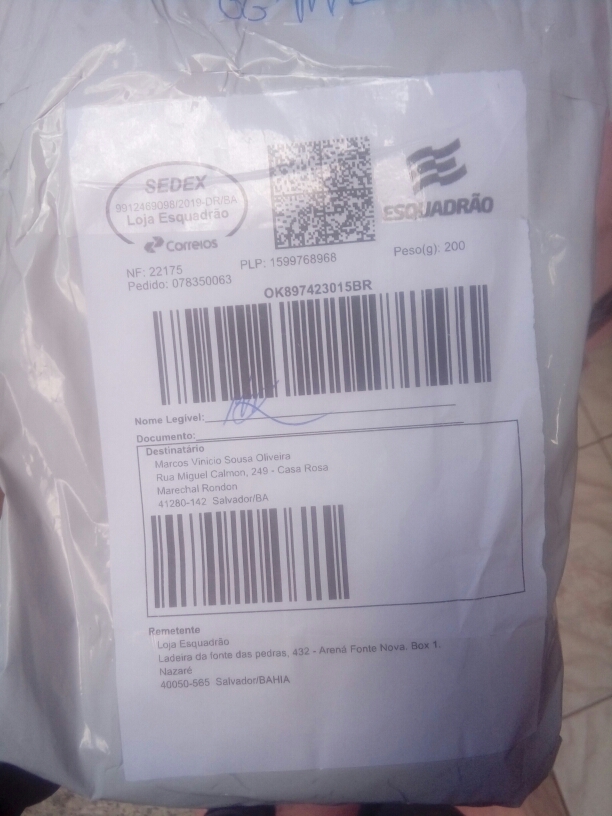 SEDEX
9912469098/2019-DR/BA
Loja Esquadrão
Correios
ESQUADRÃO
NF: 22175
PLP: 1599768968
Peso(g): 200
Pedido: 078350063
OK897423015BR
Nome Legível:
Documento:
Destinatário
Marcos Vinicio Sousa Oliveira
Rua Miguel Calmon, 249 - Casa Rosa
Marechal Rondon
41280-142 Salvador/BA
Remetente
Loja Esquadrão
Ladeira da fonte das pedras, 432 - Arena Fonte Nova. Box 1.
Nazaré
40050-565 Salvador/BAHIA